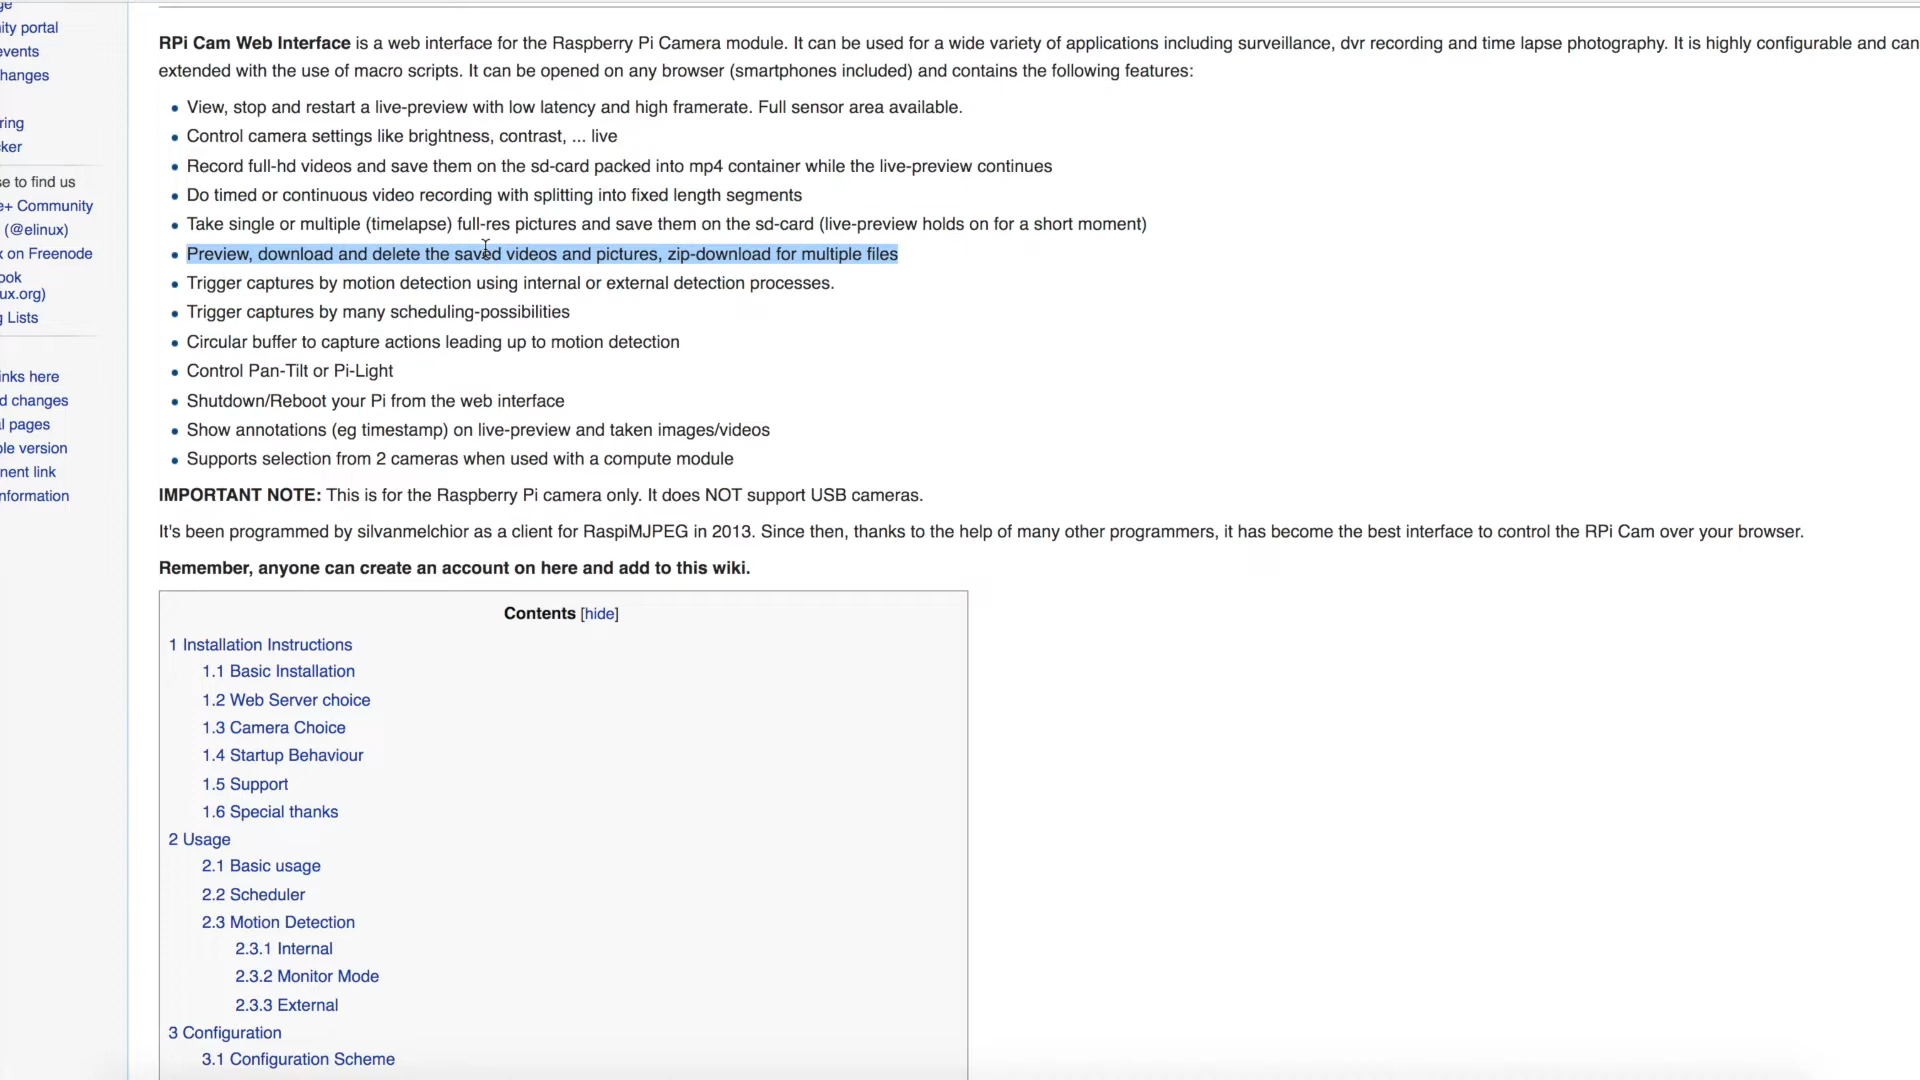 ity portal
events
hanges
ring
ker
se to find us
e+ Community
(@elinux)
x on Freenode
ook
ux.org)
g Lists
inks here
d changes
l pages
ble version
nent link
nformation
RPi Cam Web Interface is a web interface for the Raspberry Pi Camera module. It can be used for a wide variety of applications including surveillance, dvr recording and time lapse photography. It is highly configurable and can
extended with the use of macro scripts. It can be opened on any browser (smartphones included) and contains the following features:
View, stop and restart a live-preview with low latency and high framerate. Full sensor area available.
Control camera settings like brightness, contrast, ... live
Record full-hd videos and save them on the sd-card packed into mp4 container while the live-preview continues
Do timed or continuous video recording with splitting into fixed length segments
Take single or multiple (timelapse) full-res pictures and save them on the sd-card (live-preview holds on for a short moment)
Preview, download and delete the saved videos and pictures, zip-download for multiple files
Trigger captures by motion detection using internal or external detection processes.
Trigger captures by many scheduling-possibilities
Circular buffer to capture actions leading up to motion detection
Control Pan-Tilt or Pi-Light
Shutdown/Reboot your Pi from the web interface
Show annotations (eg timestamp) on live-preview and taken images/videos
Supports selection from 2 cameras when used with a compute module
IMPORTANT NOTE: This is for the Raspberry Pi camera only. It does NOT support USB cameras.
It's been programmed by silvanmelchior as a client for RaspiMJPEG in 2013. Since then, thanks to the help of many other programmers, it has become the best interface to control the RPi Cam over your browser.
Remember, anyone can create an account on here and add to this wiki.
Contents [hide]
1 Installation Instructions
1.1 Basic Installation
1.2 Web Server choice
1.3 Camera Choice
1.4 Startup Behaviour
1.5 Support
1.6 Special thanks
2 Usage
2.1 Basic usage
2.2 Scheduler
2.3 Motion Detection
2.3.1 Internal
2.3.2 Monitor Mode
2.3.3 External
3 Configuration
3.1 Configuration Scheme